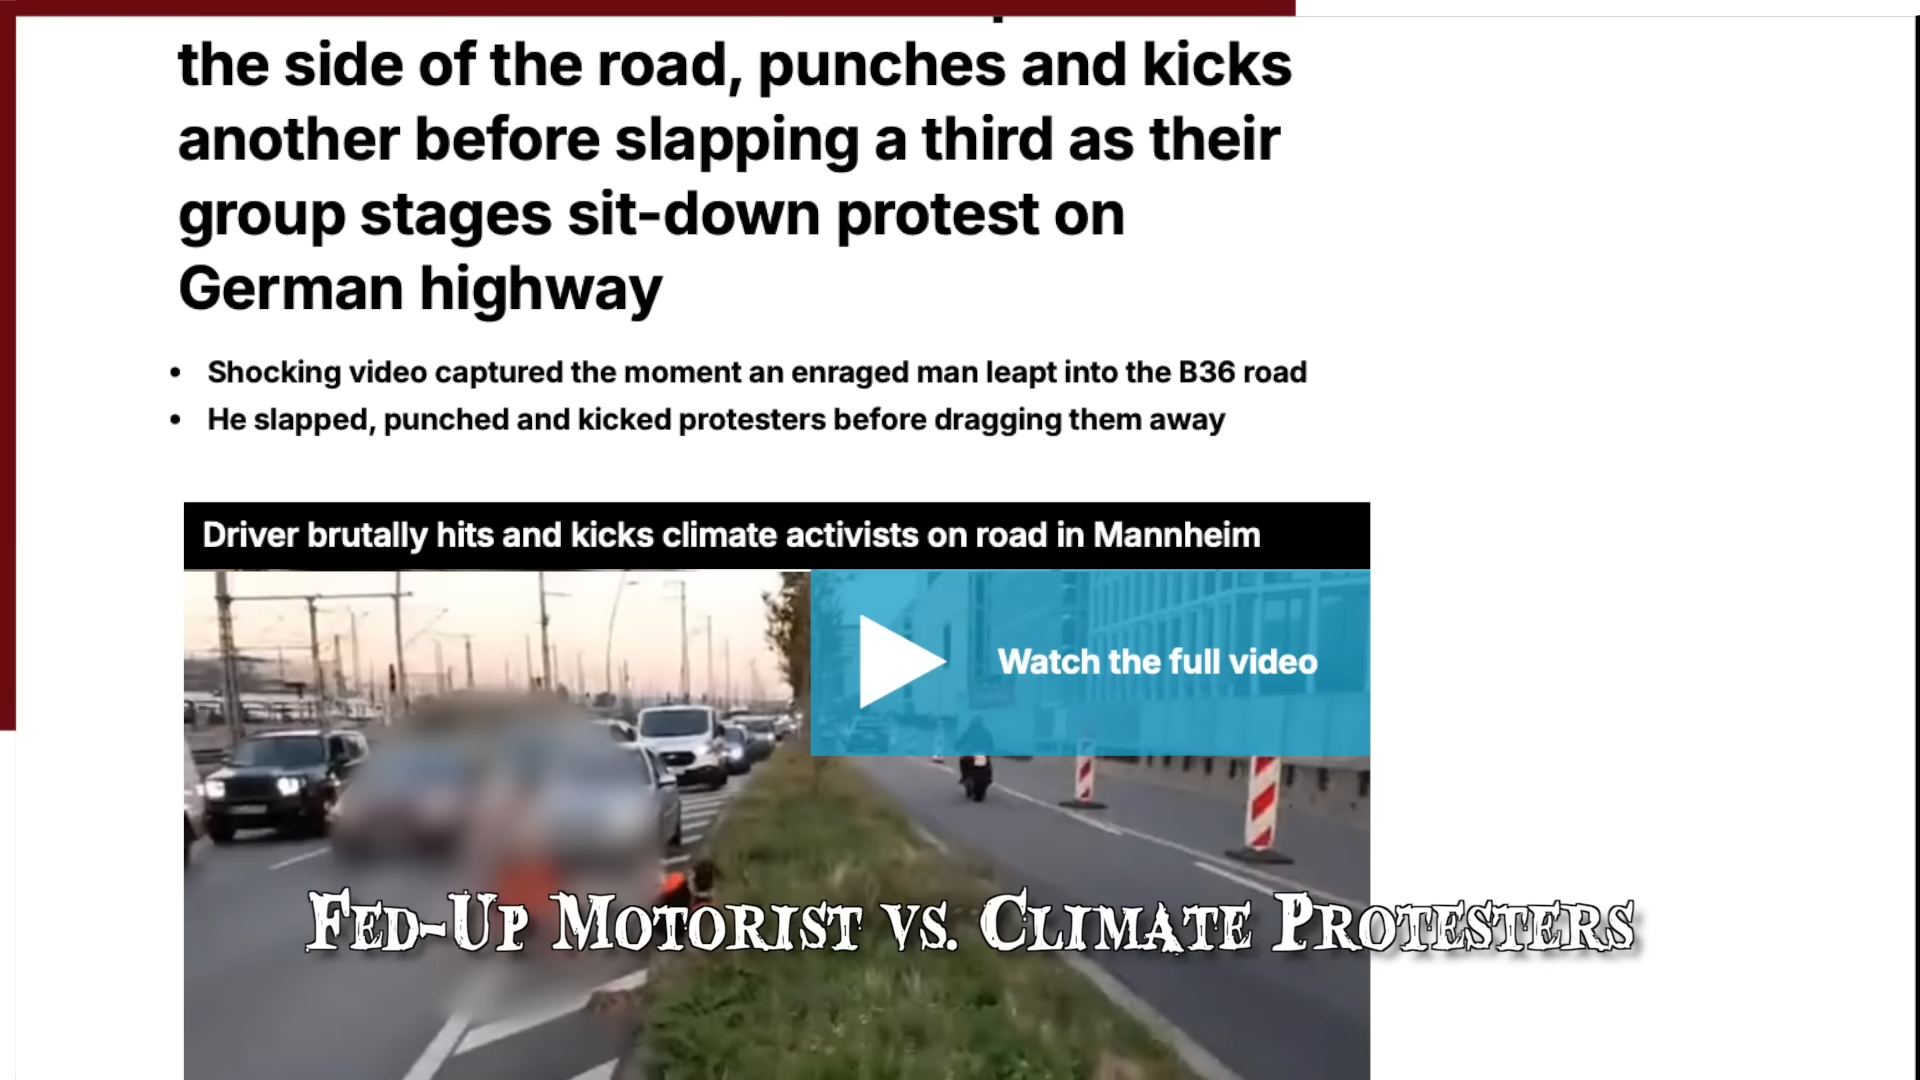 the side of the road, punches and kicks
another before slapping a third as their
group stages sit-down protest on
German highway
• Shocking video captured the moment an enraged man leapt into the B36 road
• He slapped, punched and kicked protesters before dragging them away
Driver brutally hits and kicks climate activists on road in Mannheim
Watch the full video
Fed-Up Motorist vs. Climate Protesters